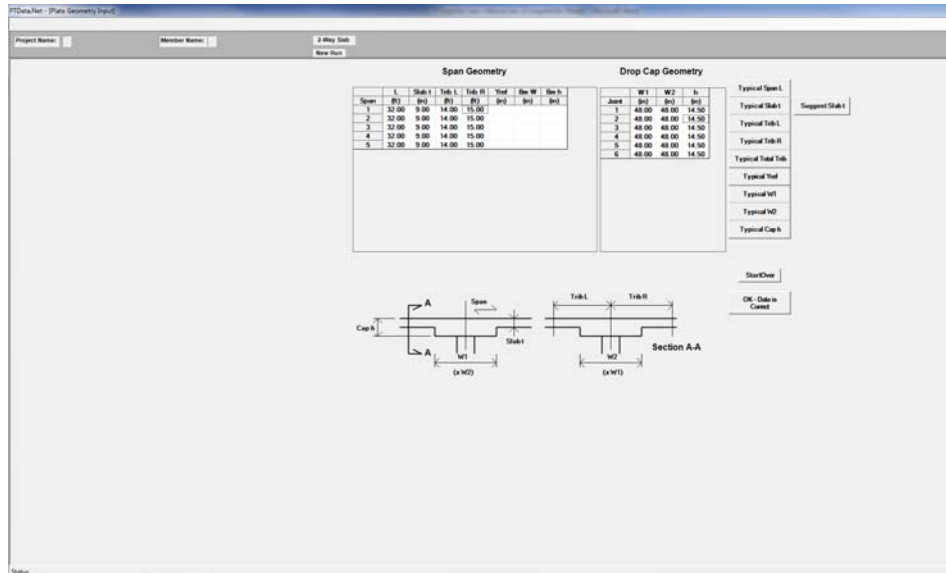 PTData.Net - [Plate Geometry Input]
Project Name:
Member Name:
2-Way Slab
New Run
Span Geometry
L Slab t Trib L Trib R Yref Bm W Bm h
Span (ft) (in) (ft) (ft) (in) (in) (in)
1 32.00 9.00 14.00 15.00
2 32.00 9.00 14.00 15.00
3 32.00 9.00 14.00 15.00
4 32.00 9.00 14.00 15.00
5 32.00 9.00 14.00 15.00
Drop Cap Geometry
W1 W2 h
Joint (in) (in) (in)
1 48.00 48.00 14.50
2 48.00 48.00 14.50
3 48.00 48.00 14.50
4 48.00 48.00 14.50
5 48.00 48.00 14.50
6 48.00 48.00 14.50
Typical Span L
Typical Slab t
Suggest Slab t
Typical Trib L
Typical Trib R
Typical Total Trib
Typical Yref
Typical W1
Typical W2
Typical Cap h
StartOver
OK - Data is
Correct
A
Span
Cap h
Slab t
A
W1
(x W2)
Trib L
Trib R
W2
Section A-A
(x W1)
Status